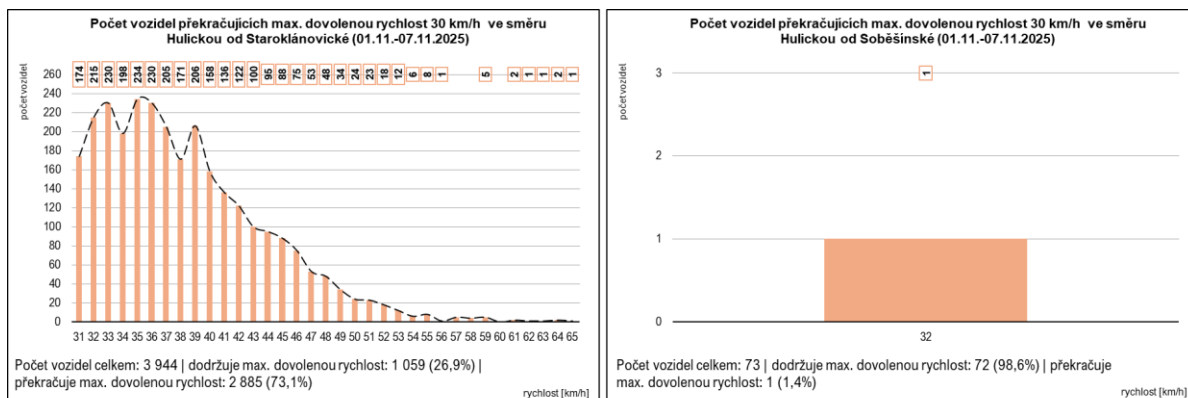 Počet vozidel překračujících max. dovolenou rychlost 30 km/h ve směru
Hulickou od Staroklánovické (01.11.-07.11.2025)
174 215 230 198 234 230 205 171 206 158 136 122 100 95 88 75 53 48 34 24 23 18 12 6 8 1 5 2 1 1 2 1
počet vozidel
260
240
220
200
180
160
140
120
100
80
60
40
20
0
31 32 33 34 35 36 37 38 39 40 41 42 43 44 45 46 47 48 49 50 51 52 53 54 55 56 57 58 59 60 61 62 63 64 65
Počet vozidel celkem: 3 944 | dodržuje max. dovolenou rychlost: 1 059 (26,9%) |
překračuje max. dovolenou rychlost: 2 885 (73,1%)
rychlost [km/h]
Počet vozidel překračujících max. dovolenou rychlost 30 km/h ve směru
Hulickou od Soběšinské (01.11.-07.11.2025)
1
počet vozidel
3
2
1
0
32
Počet vozidel celkem: 73 | dodržuje max. dovolenou rychlost: 72 (98,6%) | překračuje
max. dovolenou rychlost: 1 (1,4%)
rychlost [km/h]